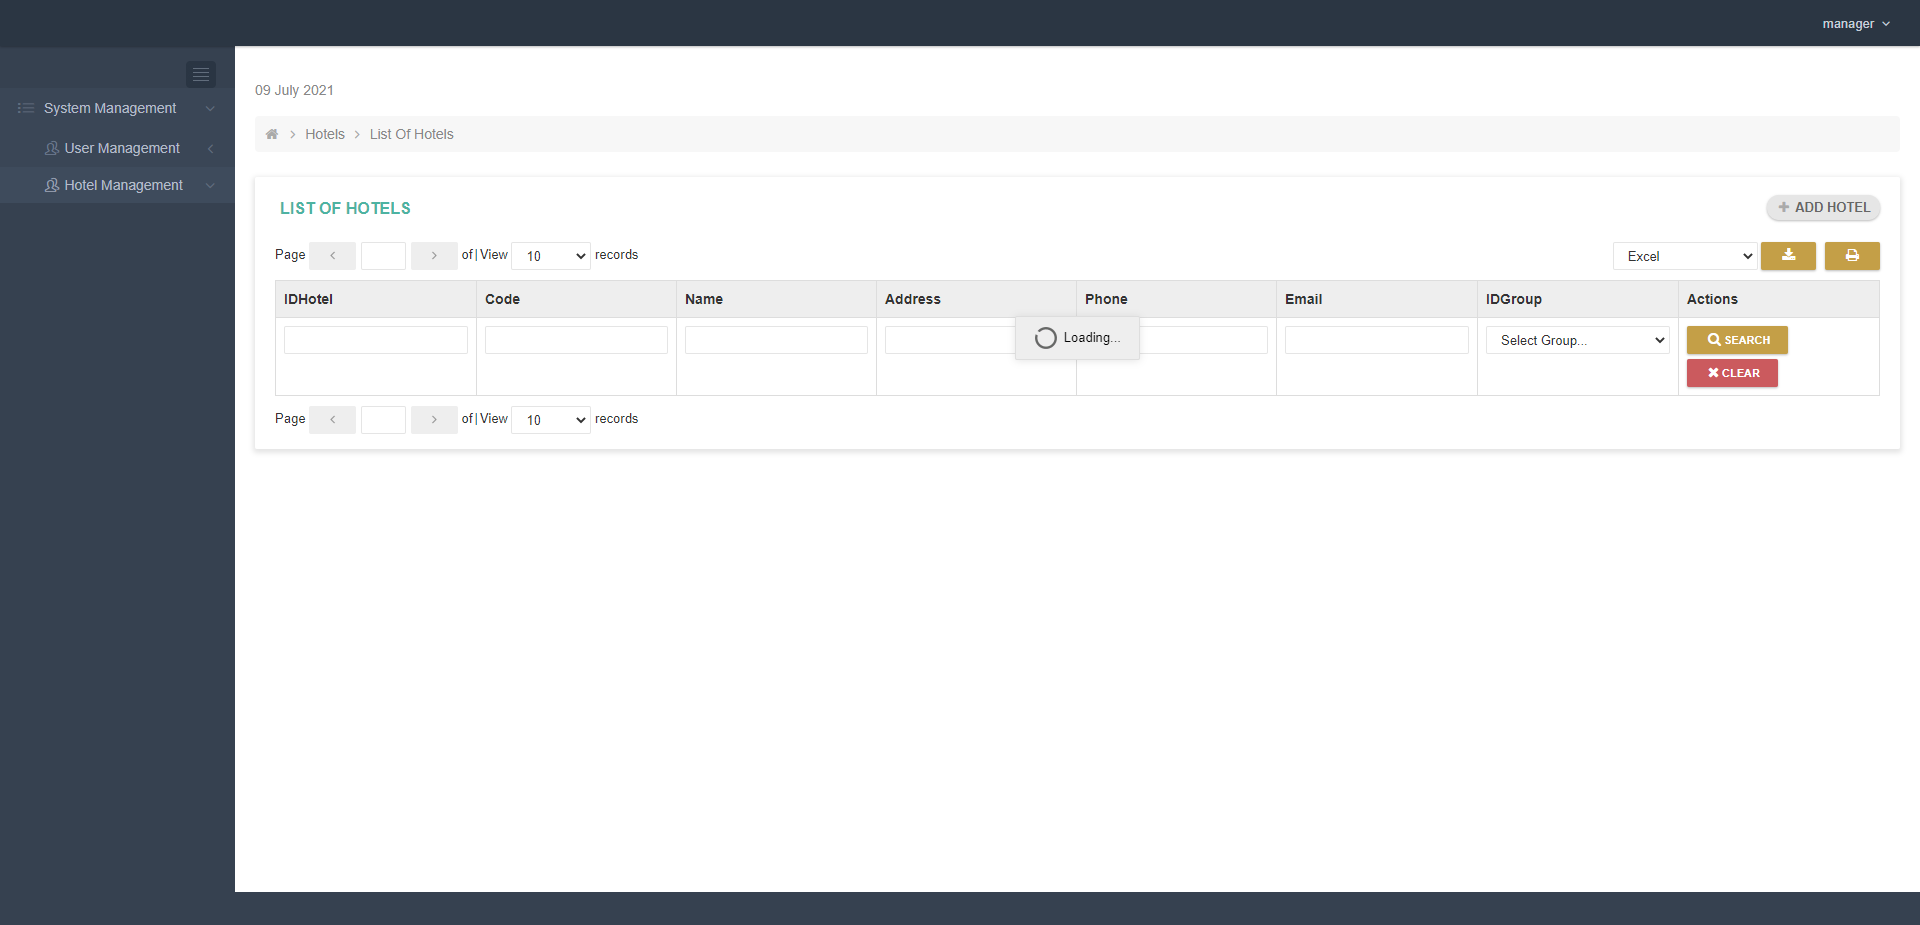 manager
09 July 2021
System Management
Hotels List Of Hotels
User Management
Hotel Management
LIST OF HOTELS
ADD HOTEL
Page of|View 10 records
Excel
IDHotel Code Name Address Phone Email IDGroup Actions
Loading...
Select Group...
SEARCH
CLEAR
Page of|View 10 records